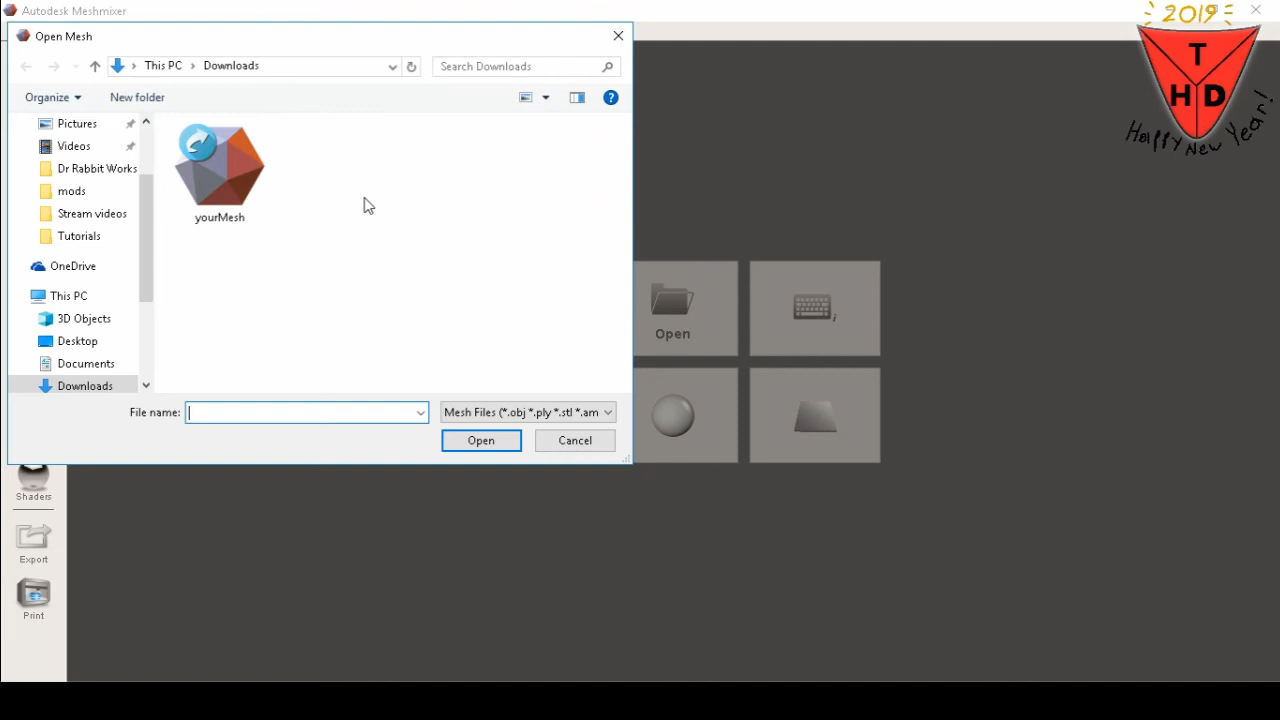 Autodesk Meshmixer
2019
Open Mesh
This PC
Downloads
Search Downloads
T
H D
Happy New Year!
Organize
New folder
Pictures
Videos
Dr Rabbit Works
mods
Stream videos
Tutorials
OneDrive
This PC
3D Objects
Desktop
Documents
Downloads
yourMesh
Open
i
File name:
Mesh Files (*.obj *.ply *.stl *.am
Open
Cancel
Shaders
Export
Print